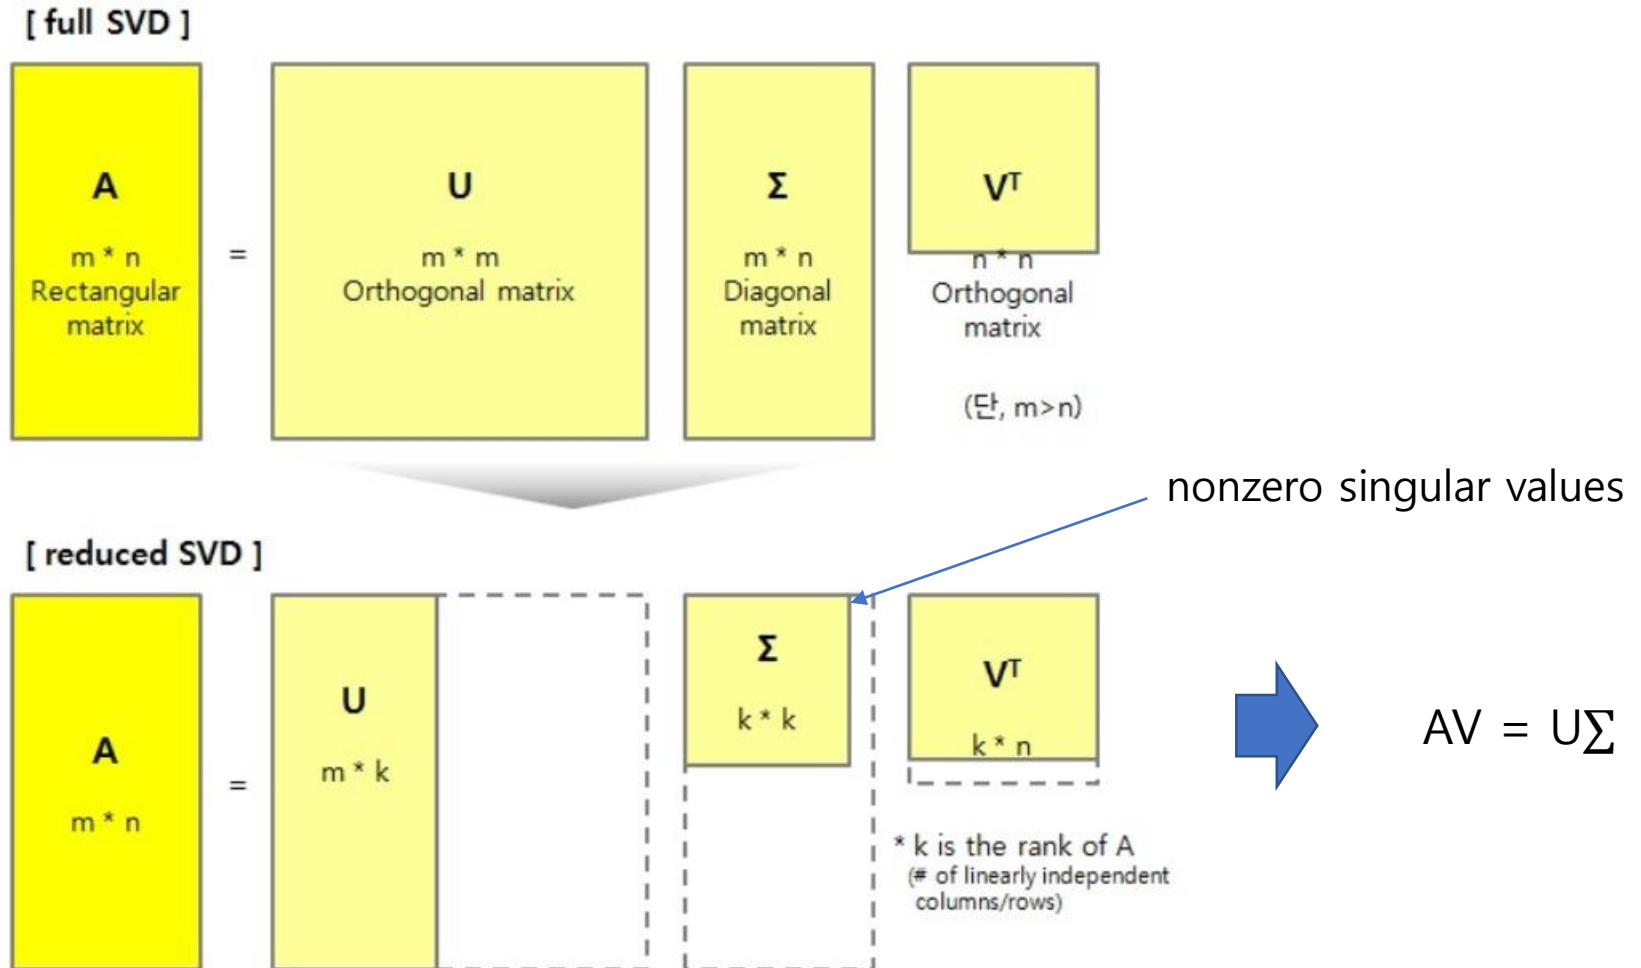 [ full SVD ]
A
m * n
Rectangular
matrix
=
U
m * m
Orthogonal matrix
Σ
m * n
Diagonal
matrix
Vᵀ
n * n
Orthogonal
matrix
(단, m>n)
nonzero singular values
[ reduced SVD ]
A
m * n
=
U
m * k
Σ
k * k
Vᵀ
k * n
* k is the rank of A
(# of linearly independent
columns/rows)
AV = UΣ